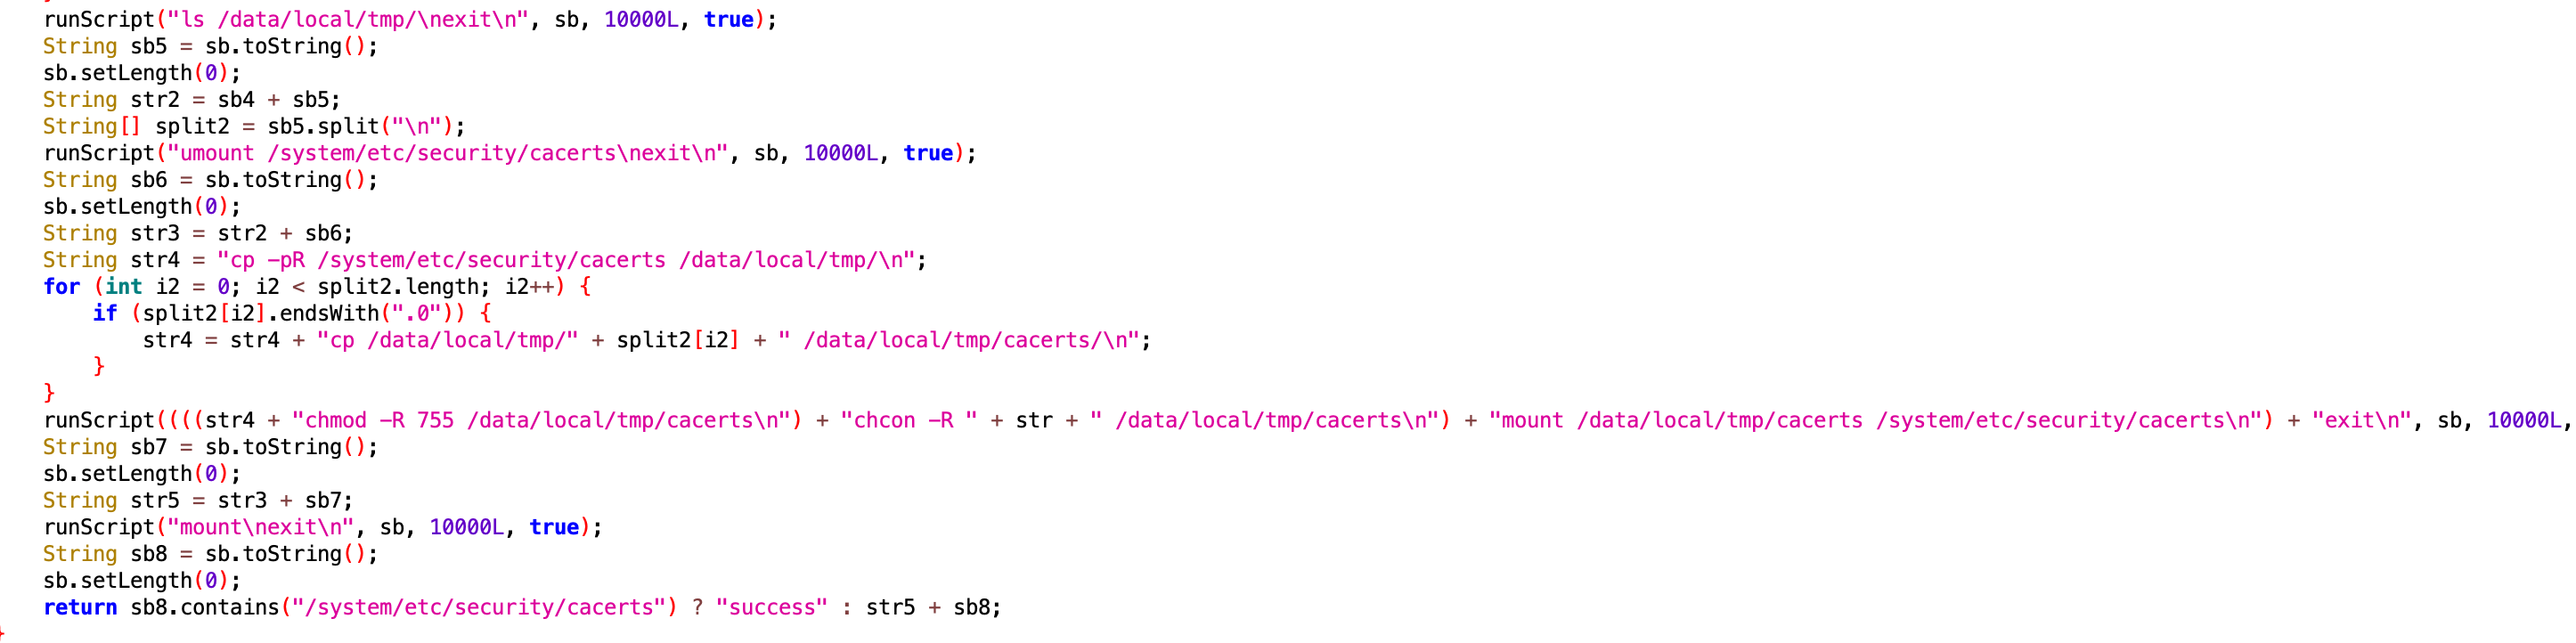 runScript("ls /data/local/tmp/\nexit\n", sb, 10000L, true);
String sb5 = sb.toString();
sb.setLength(0);
String str2 = sb4 + sb5;
String[] split2 = sb5.split("\n");
runScript("umount /system/etc/security/cacerts\nexit\n", sb, 10000L, true);
String sb6 = sb.toString();
sb.setLength(0);
String str3 = str2 + sb6;
String str4 = "cp -pR /system/etc/security/cacerts /data/local/tmp/\n";
for (int i2 = 0; i2 < split2.length; i2++) {
    if (split2[i2].endsWith(".0")) {
        str4 = str4 + "cp /data/local/tmp/" + split2[i2] + " /data/local/tmp/cacerts/\n";
    }
}
runScript((((str4 + "chmod -R 755 /data/local/tmp/cacerts\n") + "chcon -R " + str + " /data/local/tmp/cacerts\n") + "mount /data/local/tmp/cacerts /system/etc/security/cacerts\n") + "exit\n", sb, 10000L,
String sb7 = sb.toString();
sb.setLength(0);
String str5 = str3 + sb7;
runScript("mount\nexit\n", sb, 10000L, true);
String sb8 = sb.toString();
sb.setLength(0);
return sb8.contains("/system/etc/security/cacerts") ? "success" : str5 + sb8;
}